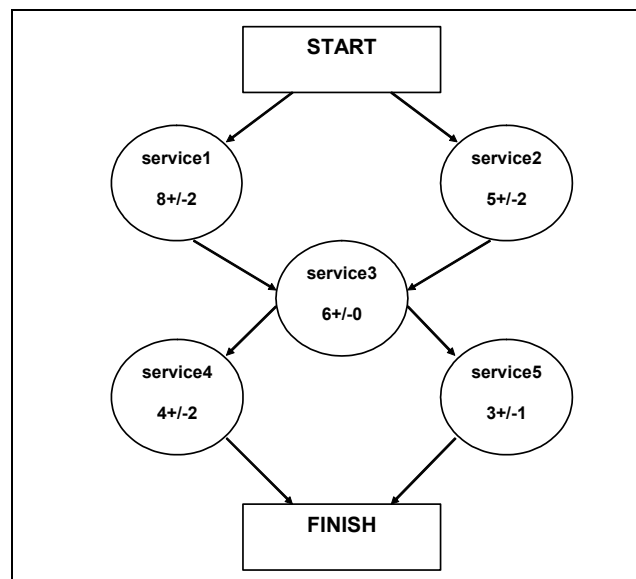 START
service1
8+/-2
service2
5+/-2
service3
6+/-0
service4
4+/-2
service5
3+/-1
FINISH